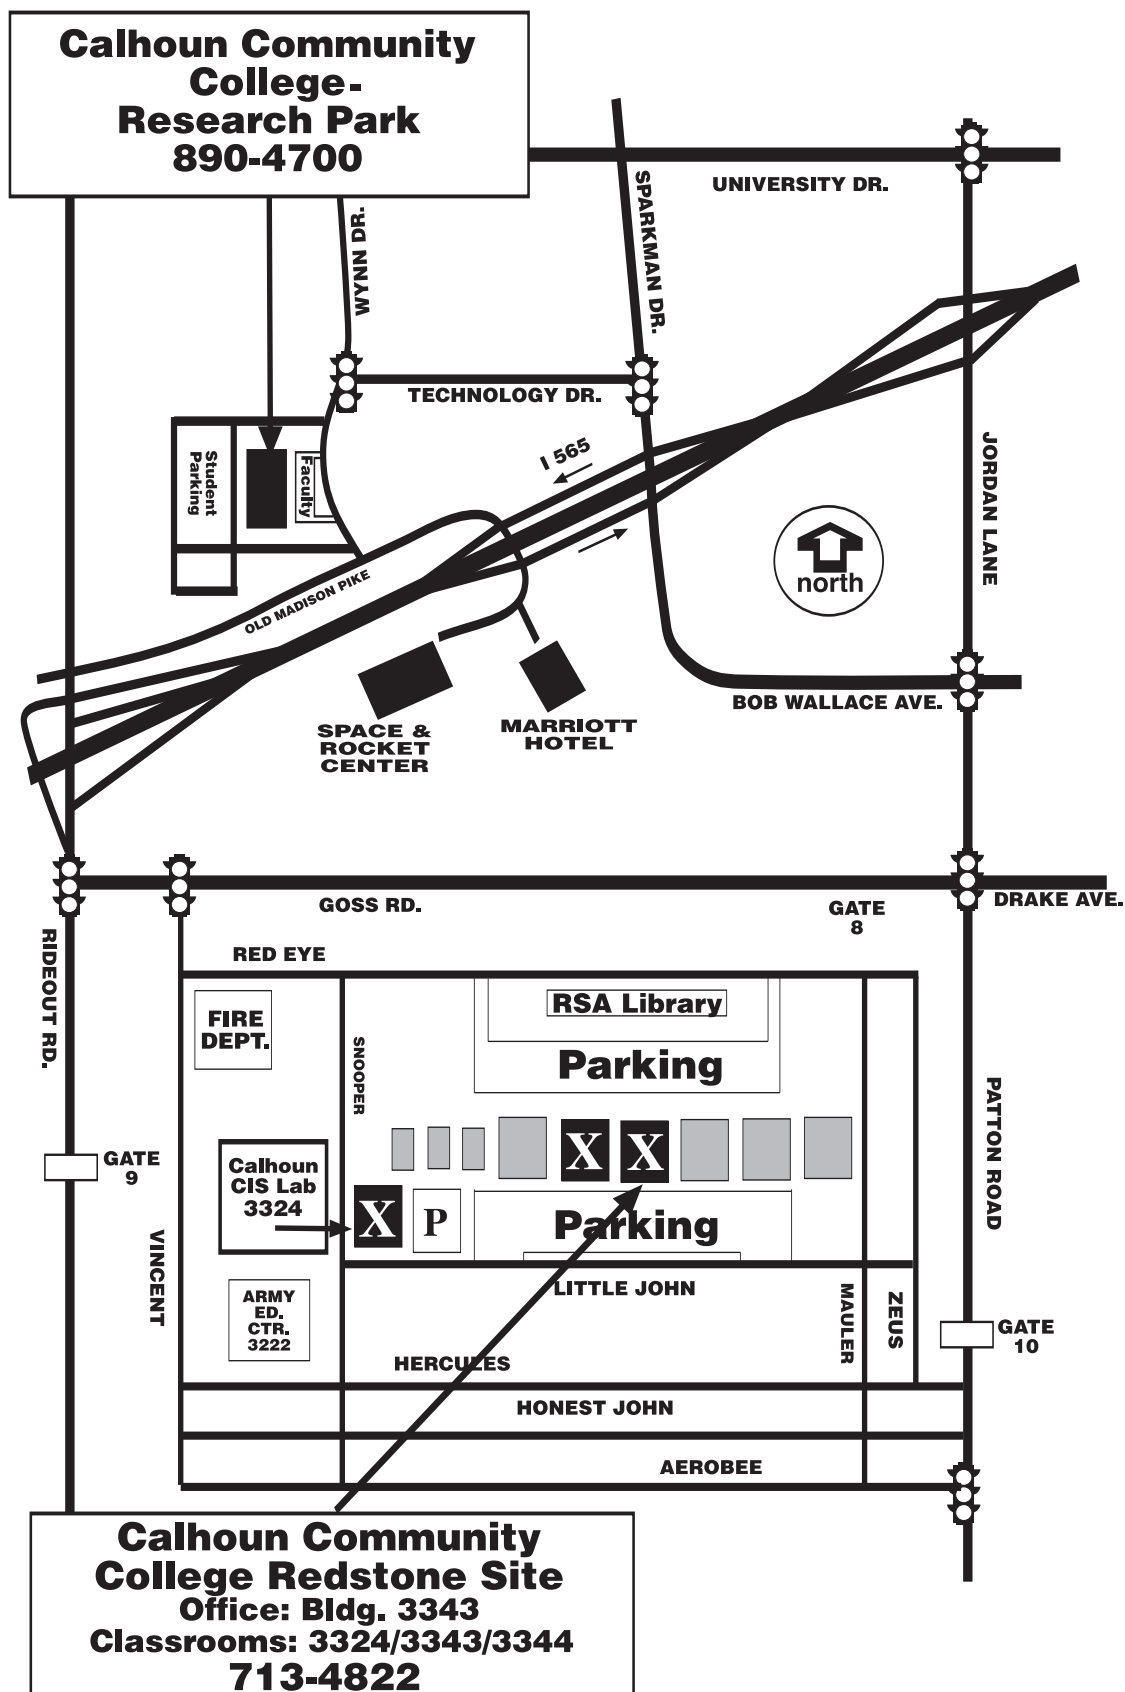 Calhoun Community
College-
Research Park
890-4700
UNIVERSITY DR.
WYNN DR.
SPARKMAN DR.
TECHNOLOGY DR.
Student
Parking
Faculty
I 565
JORDAN LANE
north
OLD MADISON PIKE
BOB WALLACE AVE.
SPACE &
ROCKET
CENTER
MARRIOTT
HOTEL
GOSS RD.
GATE
8
DRAKE AVE.
RIDEOUT RD.
RED EYE
FIRE
DEPT.
SNOOPER
RSA Library
Parking
PATTON ROAD
GATE
9
X
X
Calhoun
CIS Lab
3324
X
P
Parking
VINCENT
LITTLE JOHN
MAULER
ZEUS
ARMY
ED.
CTR.
3222
GATE
10
HERCULES
HONEST JOHN
AEROBEE
Calhoun Community
College Redstone Site
Office: Bldg. 3343
Classrooms: 3324/3343/3344
713-4822